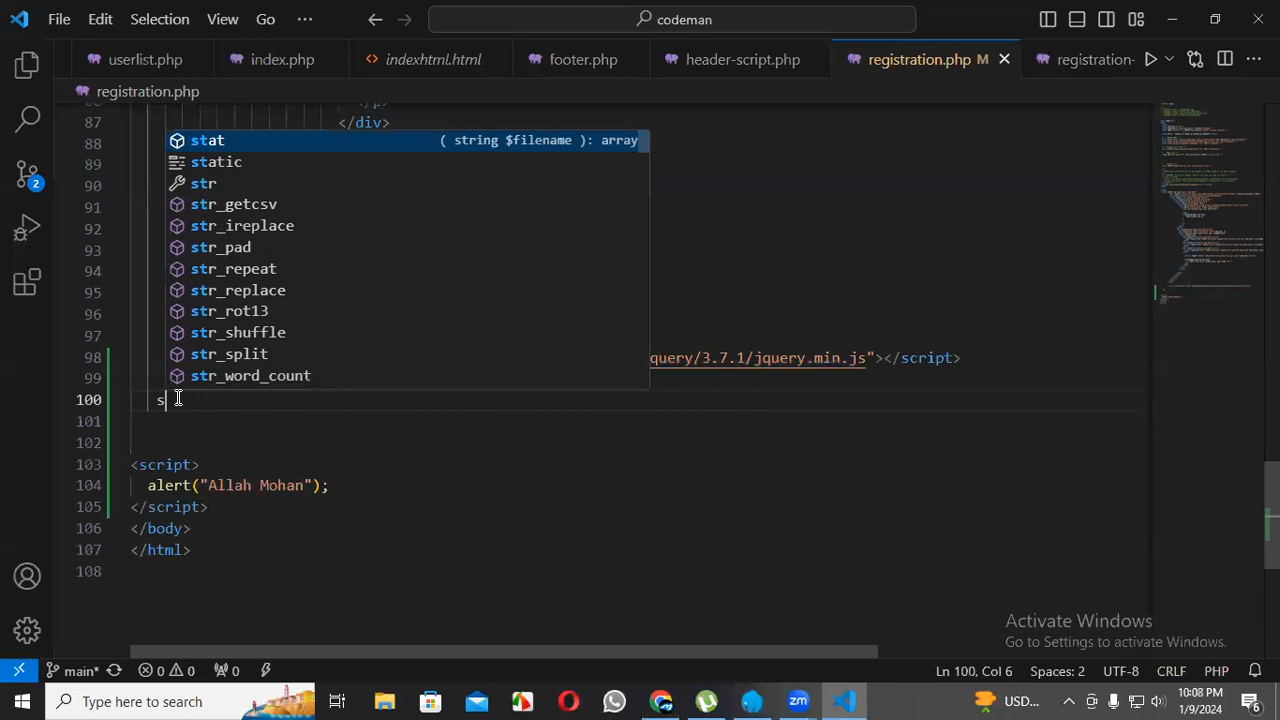 File Edit Selection View Go ··· codeman
userlist.php index.php indexhtml.html footer.php header-script.php registration.php M registration-
registration.php
87 </div>
88 stat ( string $filename ): array
89 static
90 str
91 str_getcsv
92 str_ireplace
93 str_pad
94 str_repeat
95 str_replace
96 str_rot13
97 str_shuffle
98 str_split query/3.7.1/jquery.min.js"></script>
99 str_word_count
100 s
101
102
103 <script>
104 alert("Allah Mohan");
105 </script>
106 </body>
107 </html>
108
2
Activate Windows
Go to Settings to activate Windows.
main* 0 0 0 Ln 100, Col 6 Spaces: 2 UTF-8 CRLF PHP
Type here to search USD... 10:08 PM
1/9/2024 6